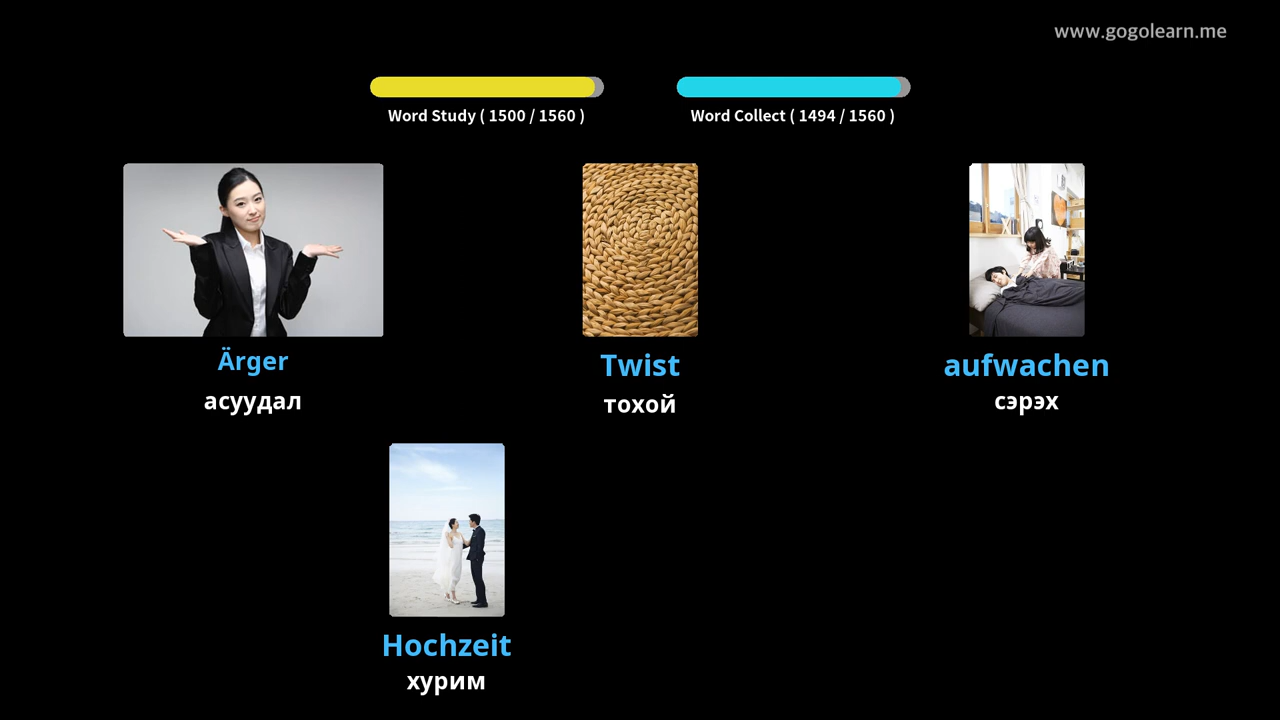 www.gogolearn.me
Word Study ( 1500 / 1560 )
Word Collect ( 1494 / 1560 )
Ärger
асуудал
Twist
тохой
aufwachen
сэрэх
Hochzeit
хурим